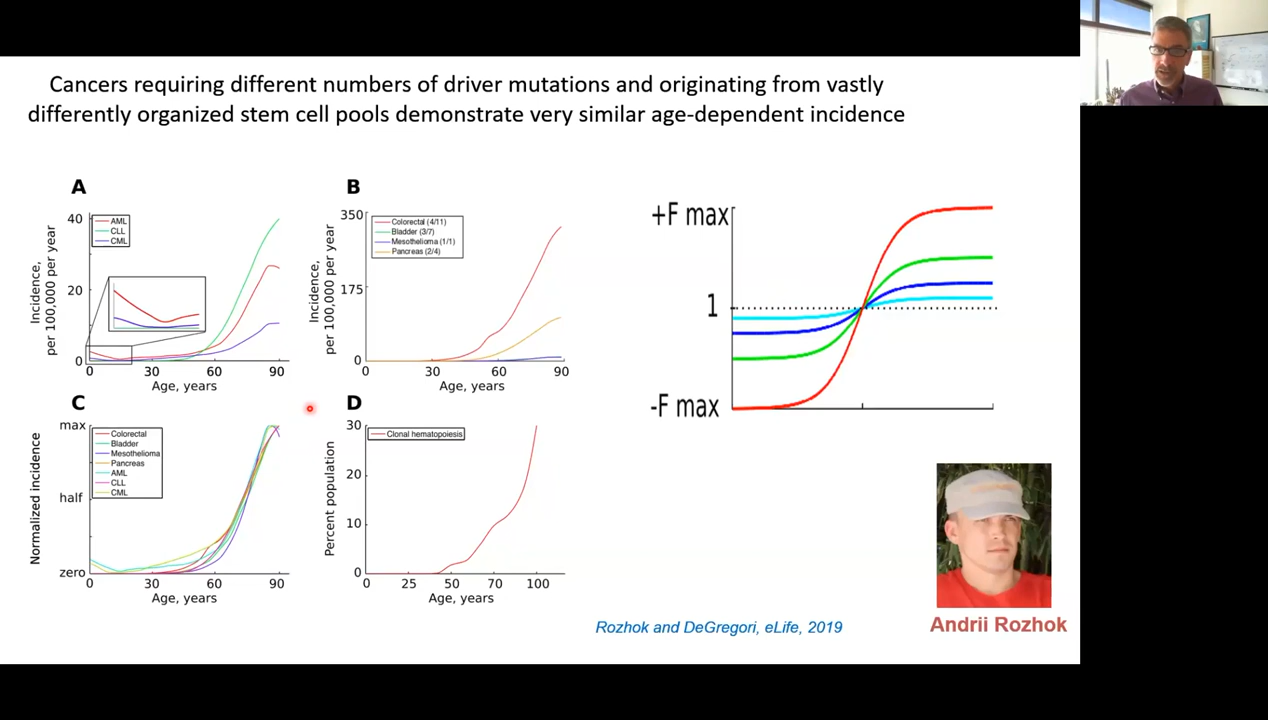 Cancers requiring different numbers of driver mutations and originating from vastly
differently organized stem cell pools demonstrate very similar age-dependent incidence
A
Incidence,
per 100,000 per year
40
20
0
AML
CLL
CML
0
30
60
90
Age, years
B
Incidence,
per 100,000 per year
350
175
0
Colorectal (4/11)
Bladder (3/7)
Mesothelioma (1/1)
Pancreas (2/4)
0
30
60
90
Age, years
+F max
1
-F max
C
Normalized incidence
max
half
zero
Colorectal
Bladder
Mesothelioma
Pancreas
AML
CLL
CML
0
30
60
90
Age, years
D
Percent population
30
20
10
0
Clonal hematopoiesis
0
25
50
70
100
Age, years
Rozhok and DeGregori, eLife, 2019
Andrii Rozhok